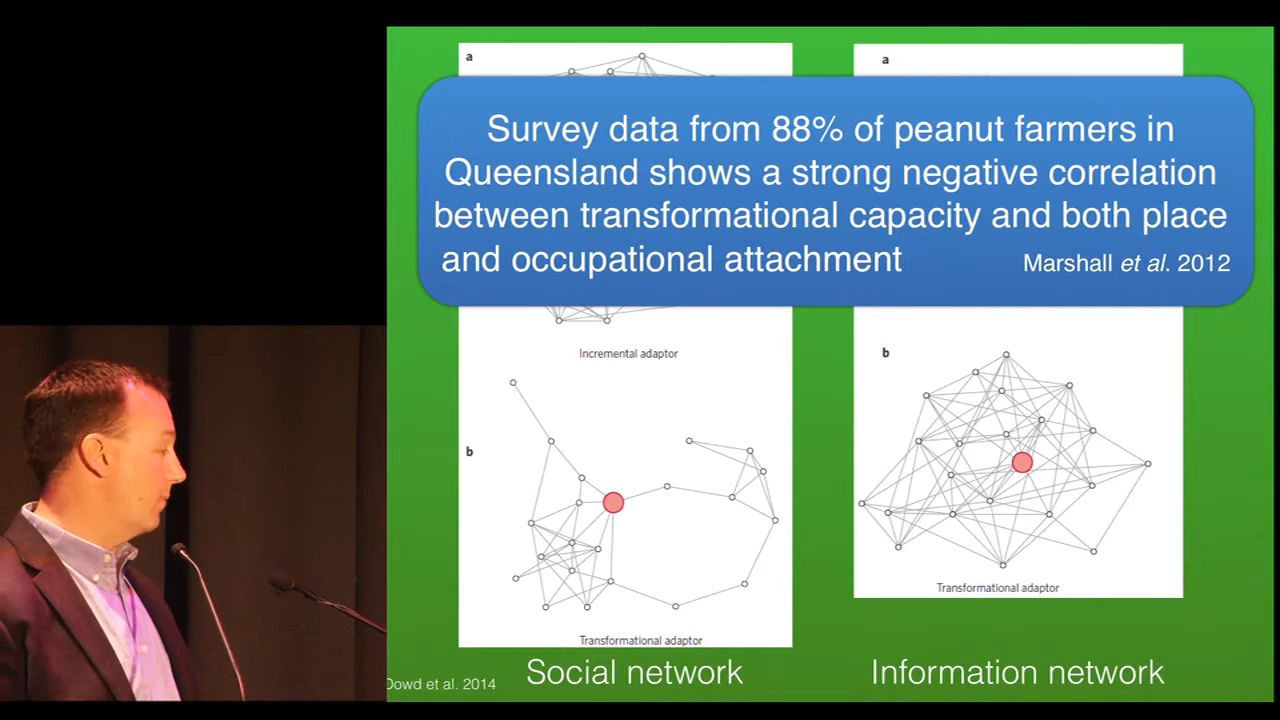 a
a
Survey data from 88% of peanut farmers in
Queensland shows a strong negative correlation
between transformational capacity and both place
and occupational attachment
Marshall et al. 2012
Incremental adaptor
b
b
Transformational adaptor
Transformational adaptor
Dowd et al. 2014
Social network
Information network